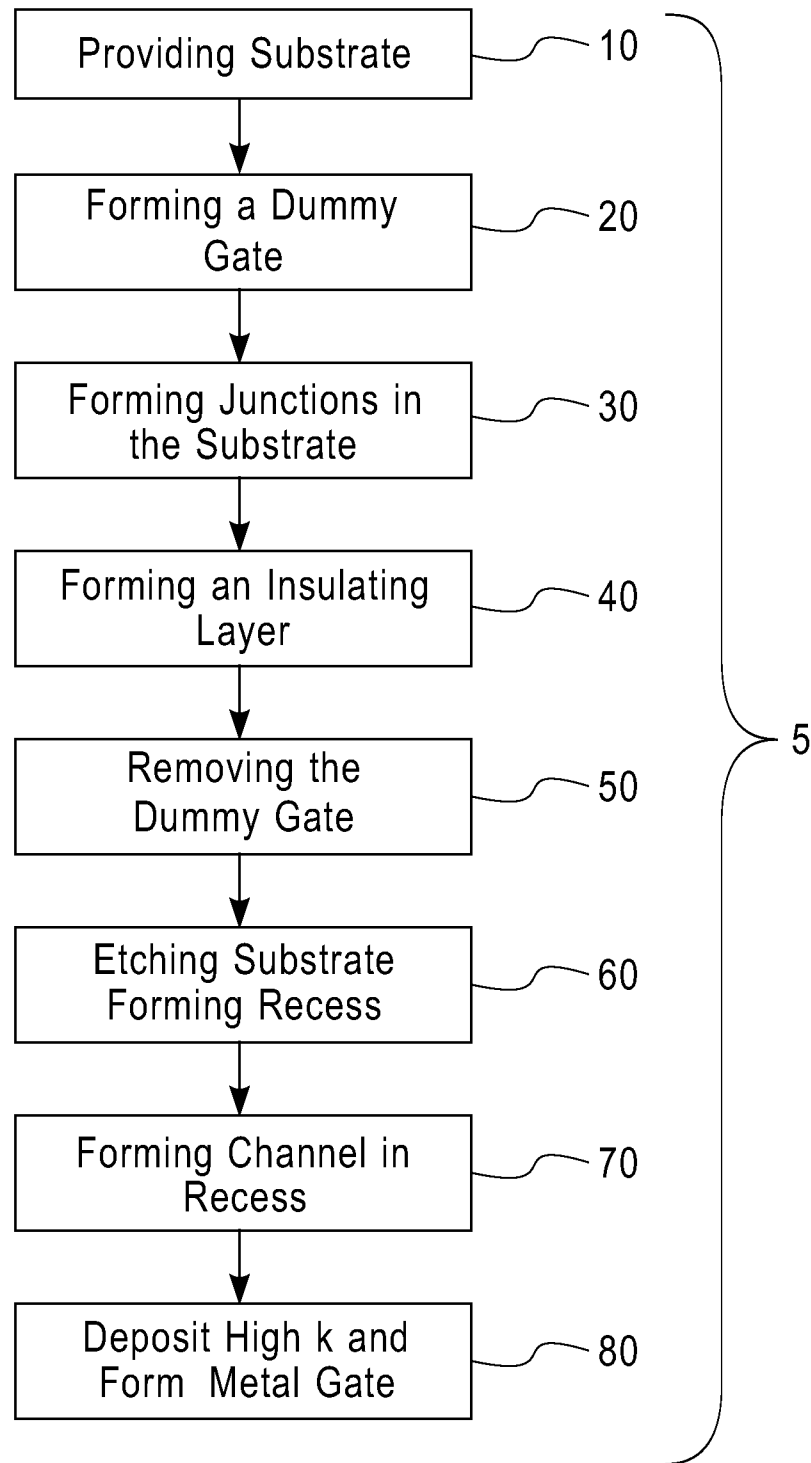 Providing Substrate
10
Forming a Dummy
Gate
20
Forming Junctions in
the Substrate
30
Forming an Insulating
Layer
40
Removing the
Dummy Gate
50
Etching Substrate
Forming Recess
60
Forming Channel in
Recess
70
Deposit High k and
Form Metal Gate
80
5